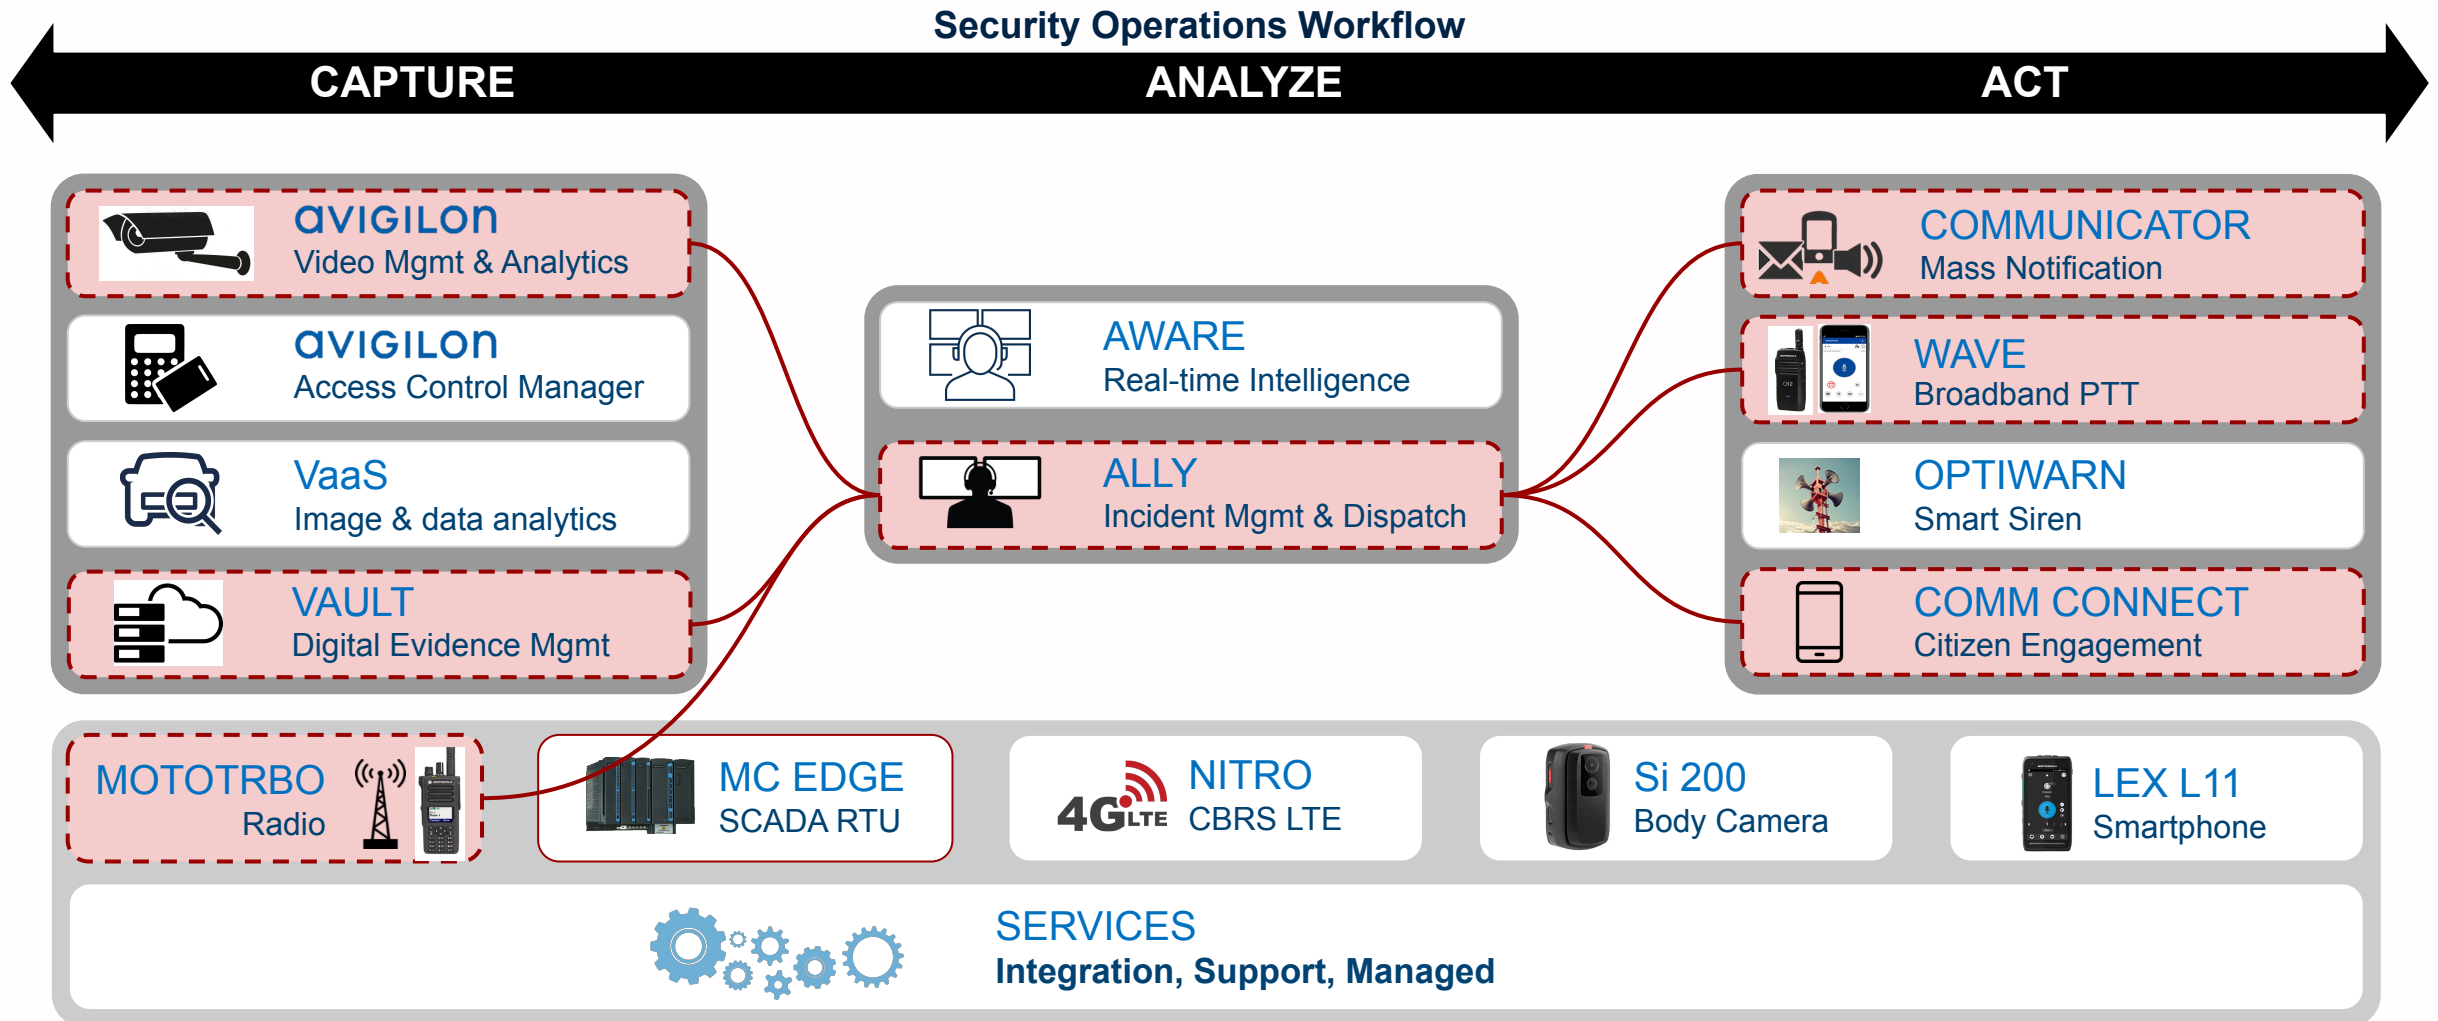 Security Operations Workflow
CAPTURE
ANALYZE
ACT
aVIGILON
Video Mgmt & Analytics
aVIGILON
Access Control Manager
VaaS
Image & data analytics
VAULT
Digital Evidence Mgmt
AWARE
Real-time Intelligence
ALLY
Incident Mgmt & Dispatch
COMMUNICATOR
Mass Notification
WAVE
Broadband PTT
OPTIWARN
Smart Siren
COMM CONNECT
Citizen Engagement
MOTOTRBO
Radio
MC EDGE
SCADA RTU
4G LTE
NITRO
CBRS LTE
Si 200
Body Camera
LEX L11
Smartphone
SERVICES
Integration, Support, Managed